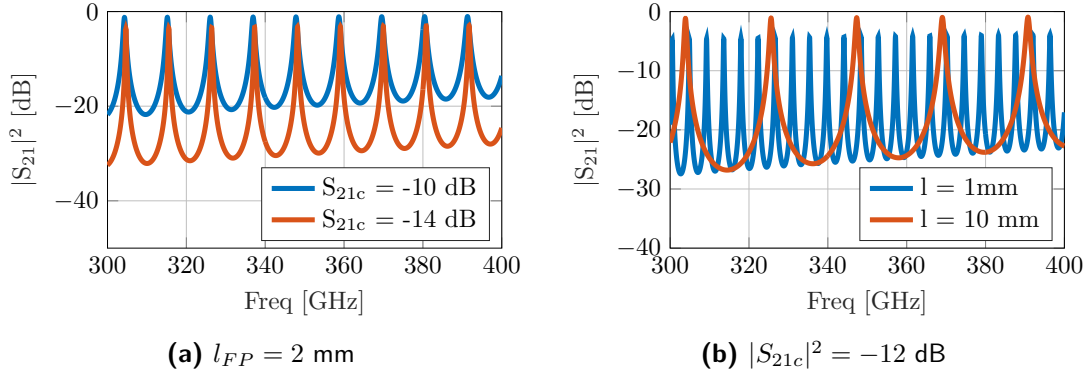 0
−20
−40
|S21|² [dB]
S21c = -10 dB
S21c = -14 dB
300 320 340 360 380 400
Freq [GHz]
(a) lFP = 2 mm
0
−10
−20
−30
−40
|S21|² [dB]
l = 1mm
l = 10 mm
300 320 340 360 380 400
Freq [GHz]
(b) |S21c|² = −12 dB